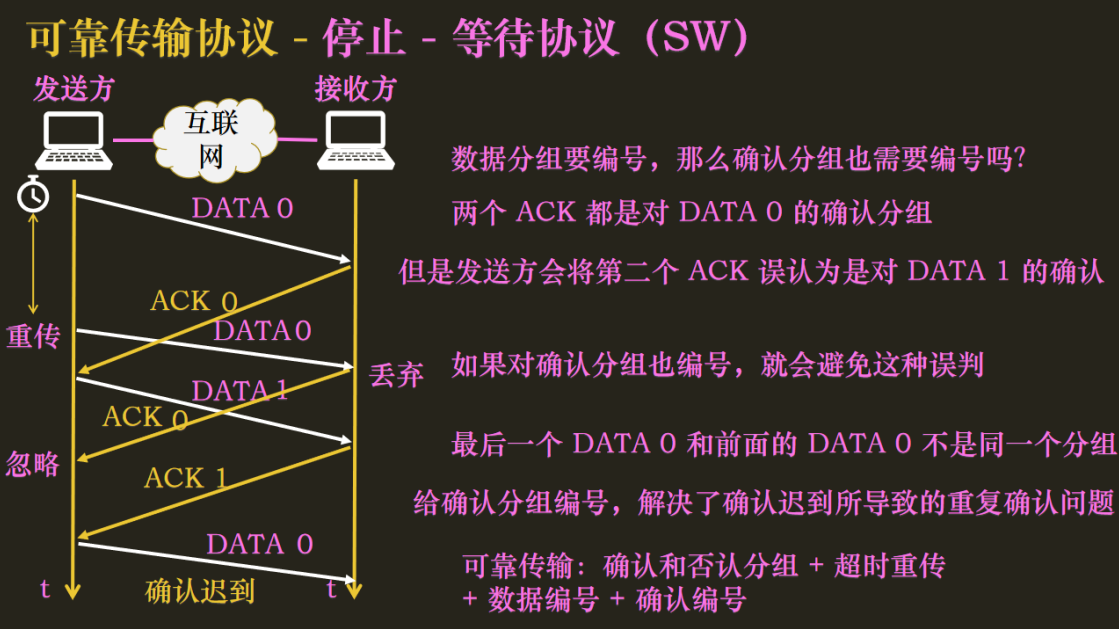 可靠传输协议 - 停止 - 等待协议（SW）
发送方
接收方
互联
网
数据分组要编号，那么确认分组也需要编号吗？
DATA 0
两个 ACK 都是对 DATA 0 的确认分组
但是发送方会将第二个 ACK 误认为是对 DATA 1 的确认
ACK 0
DATA 0
重传
丢弃
如果对确认分组也编号，就会避免这种误判
DATA 1
ACK 0
最后一个 DATA 0 和前面的 DATA 0 不是同一个分组
忽略
ACK 1
给确认分组编号，解决了确认迟到所导致的重复确认问题
DATA 0
可靠传输：确认和否认分组 + 超时重传
+ 数据编号 + 确认编号
t
确认迟到
t